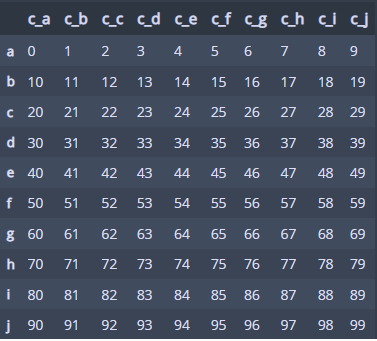 c_a c_b c_c c_d c_e c_f c_g c_h c_i c_j
a 0 1 2 3 4 5 6 7 8 9
b 10 11 12 13 14 15 16 17 18 19
c 20 21 22 23 24 25 26 27 28 29
d 30 31 32 33 34 35 36 37 38 39
e 40 41 42 43 44 45 46 47 48 49
f 50 51 52 53 54 55 56 57 58 59
g 60 61 62 63 64 65 66 67 68 69
h 70 71 72 73 74 75 76 77 78 79
i 80 81 82 83 84 85 86 87 88 89
j 90 91 92 93 94 95 96 97 98 99